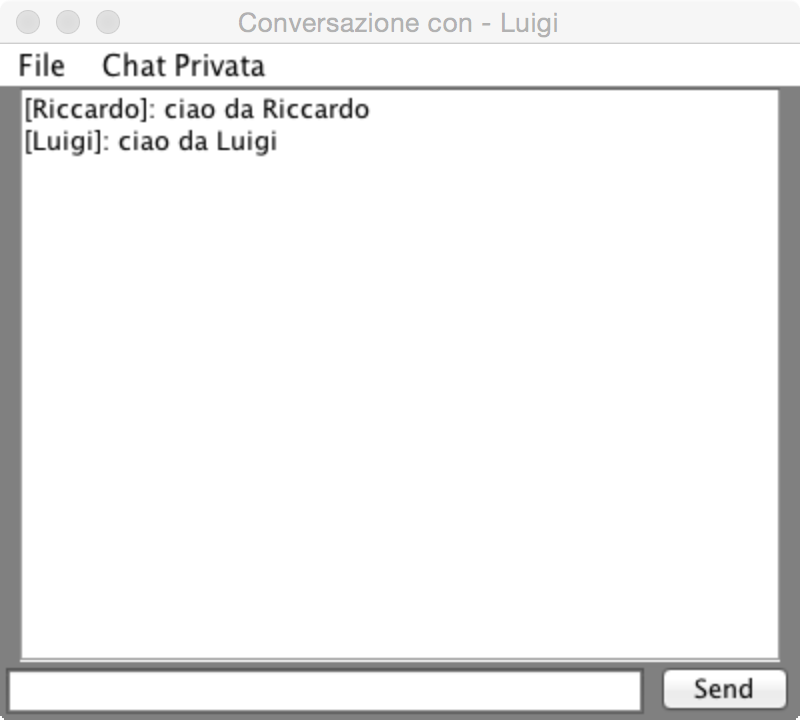 Conversazione con - Luigi
File Chat Privata
[Riccardo]: ciao da Riccardo
[Luigi]: ciao da Luigi
Send